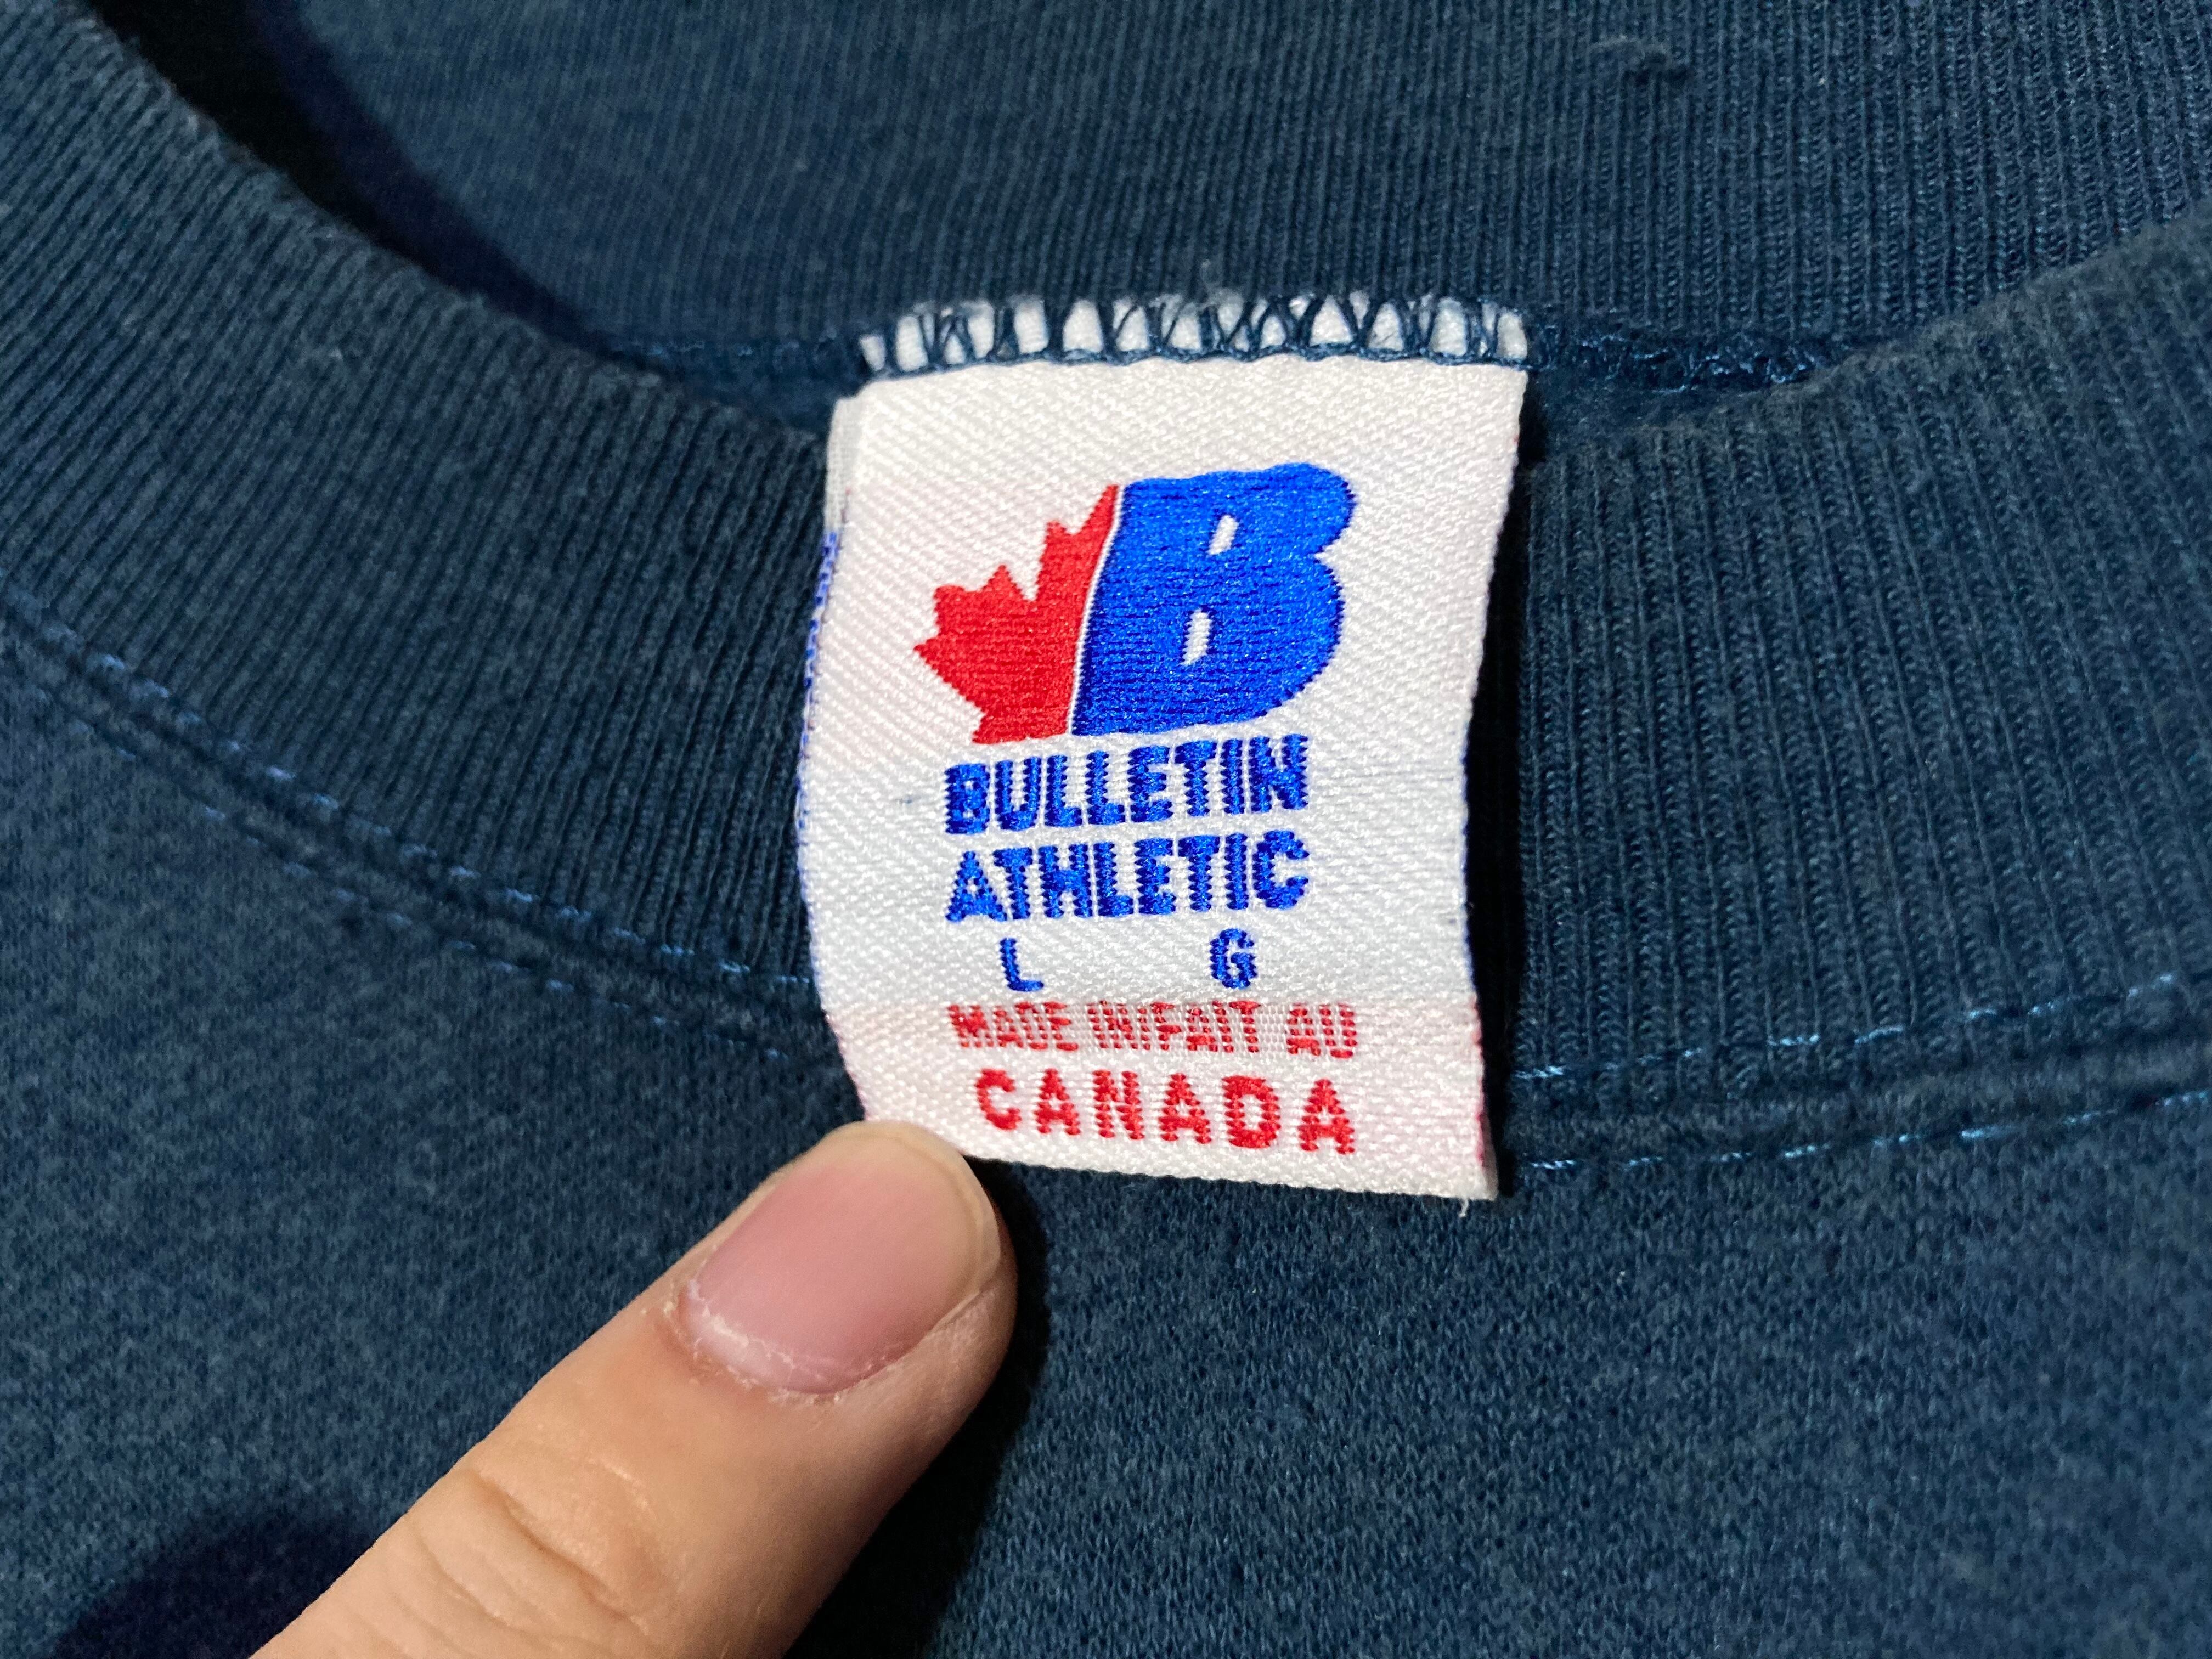 B
BULLETIN
ATHLETIC
L G
MADE IN/FAIT AU
CANADA